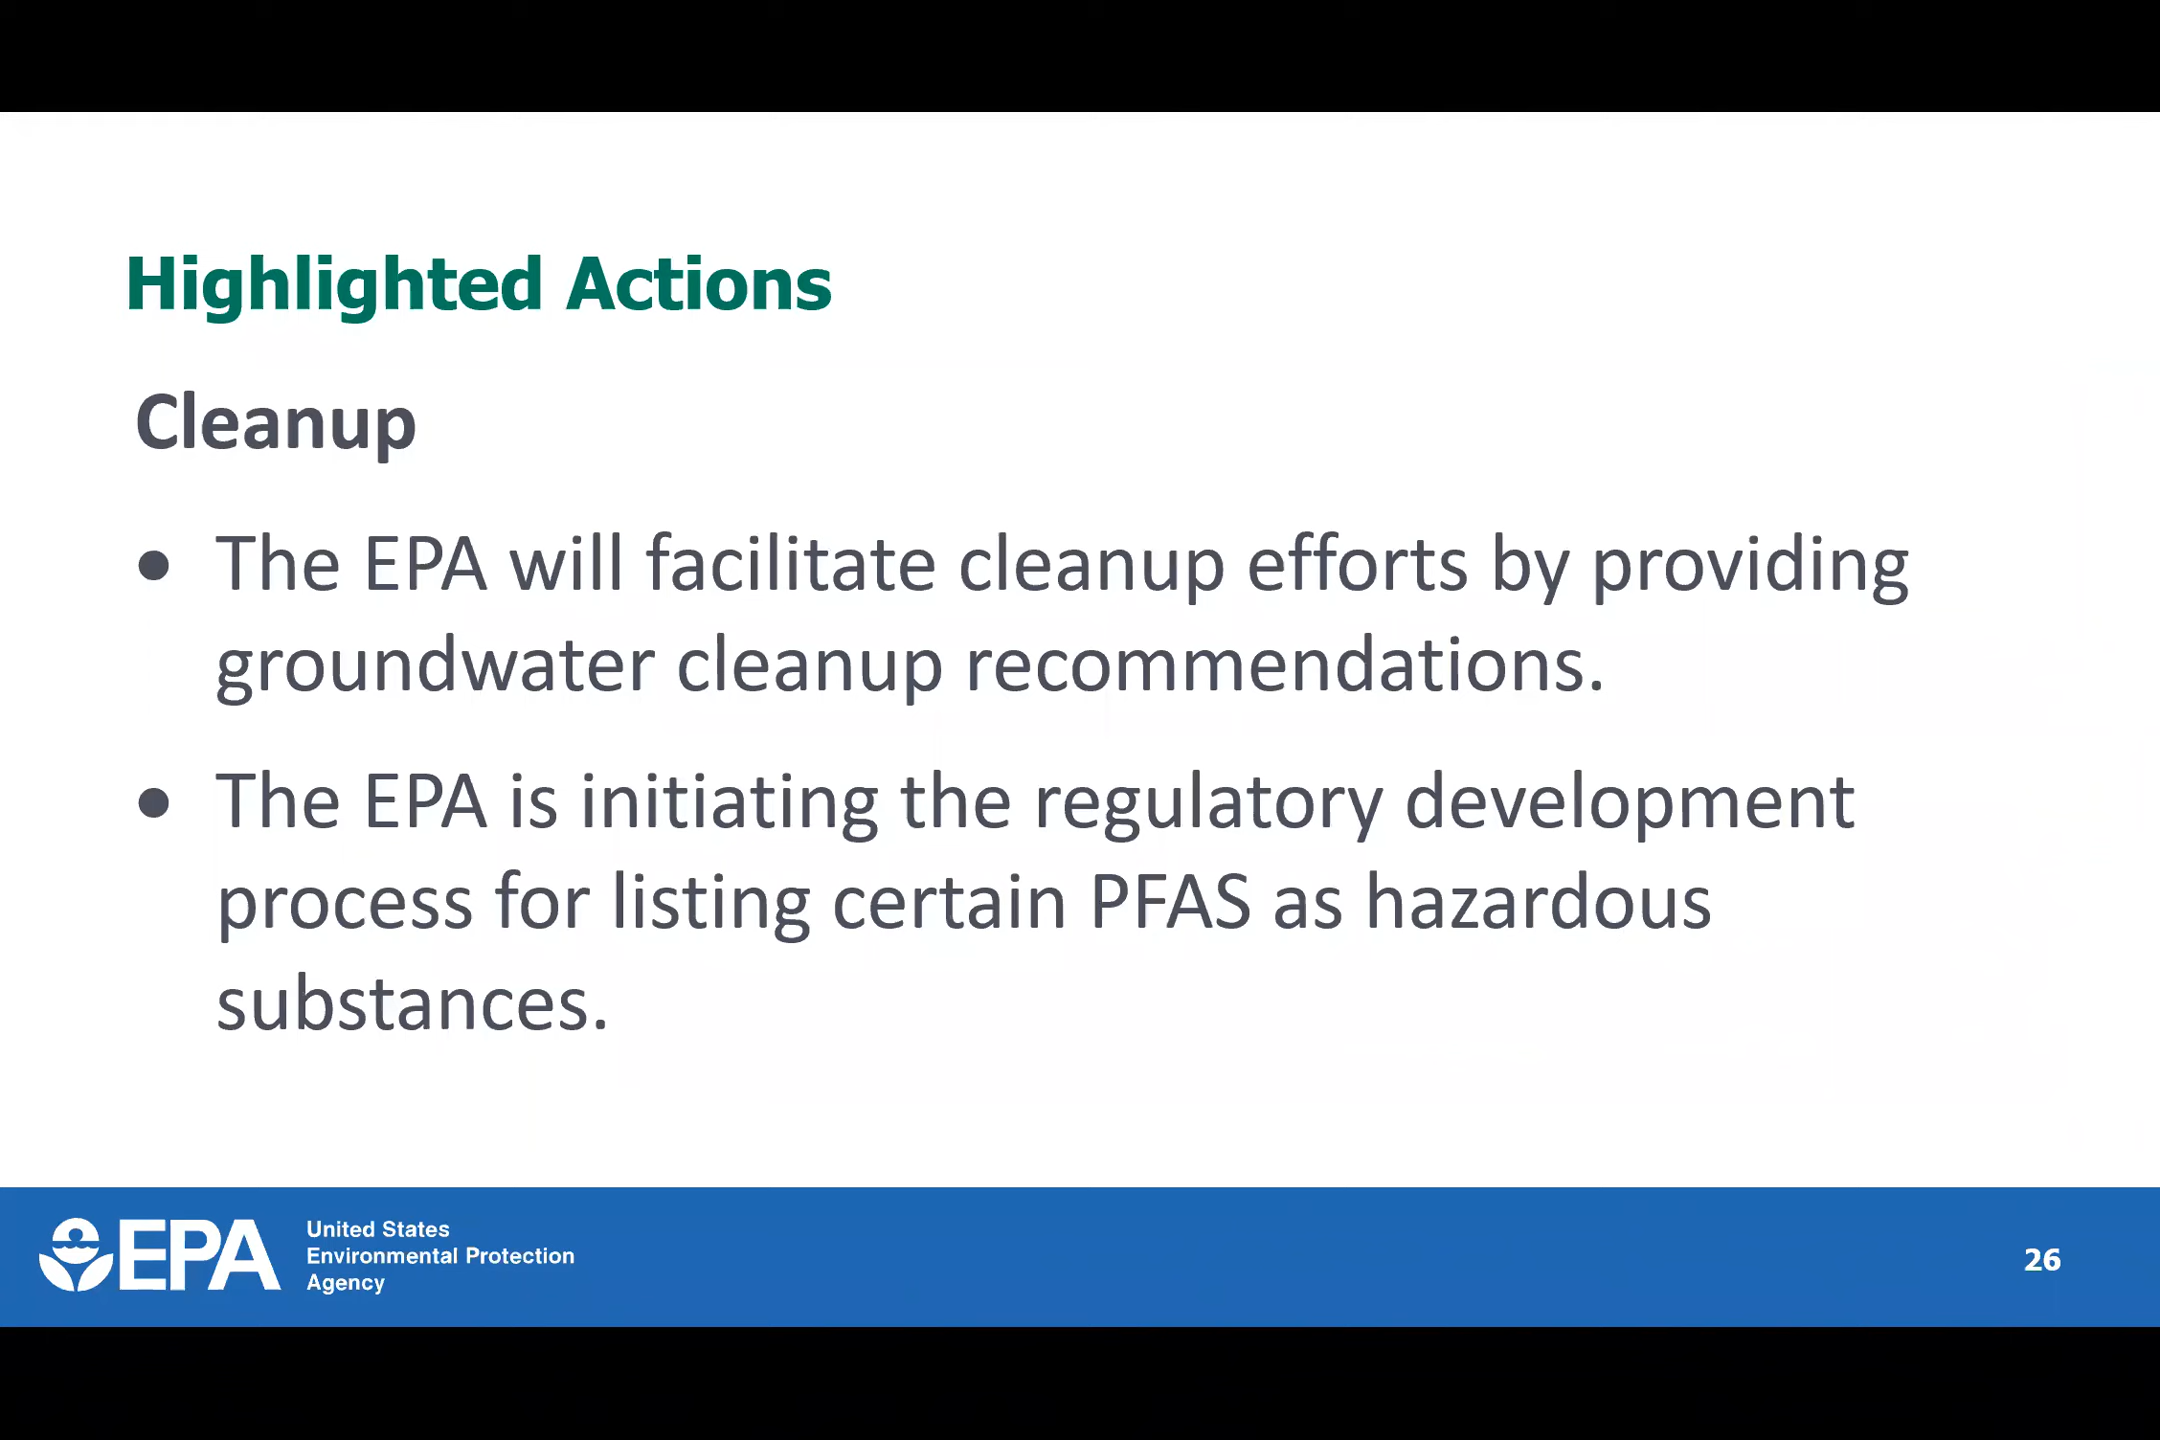 Highlighted Actions
Cleanup
• The EPA will facilitate cleanup efforts by providing
groundwater cleanup recommendations.
• The EPA is initiating the regulatory development
process for listing certain PFAS as hazardous
substances.
EPA
United States
Environmental Protection
Agency
26